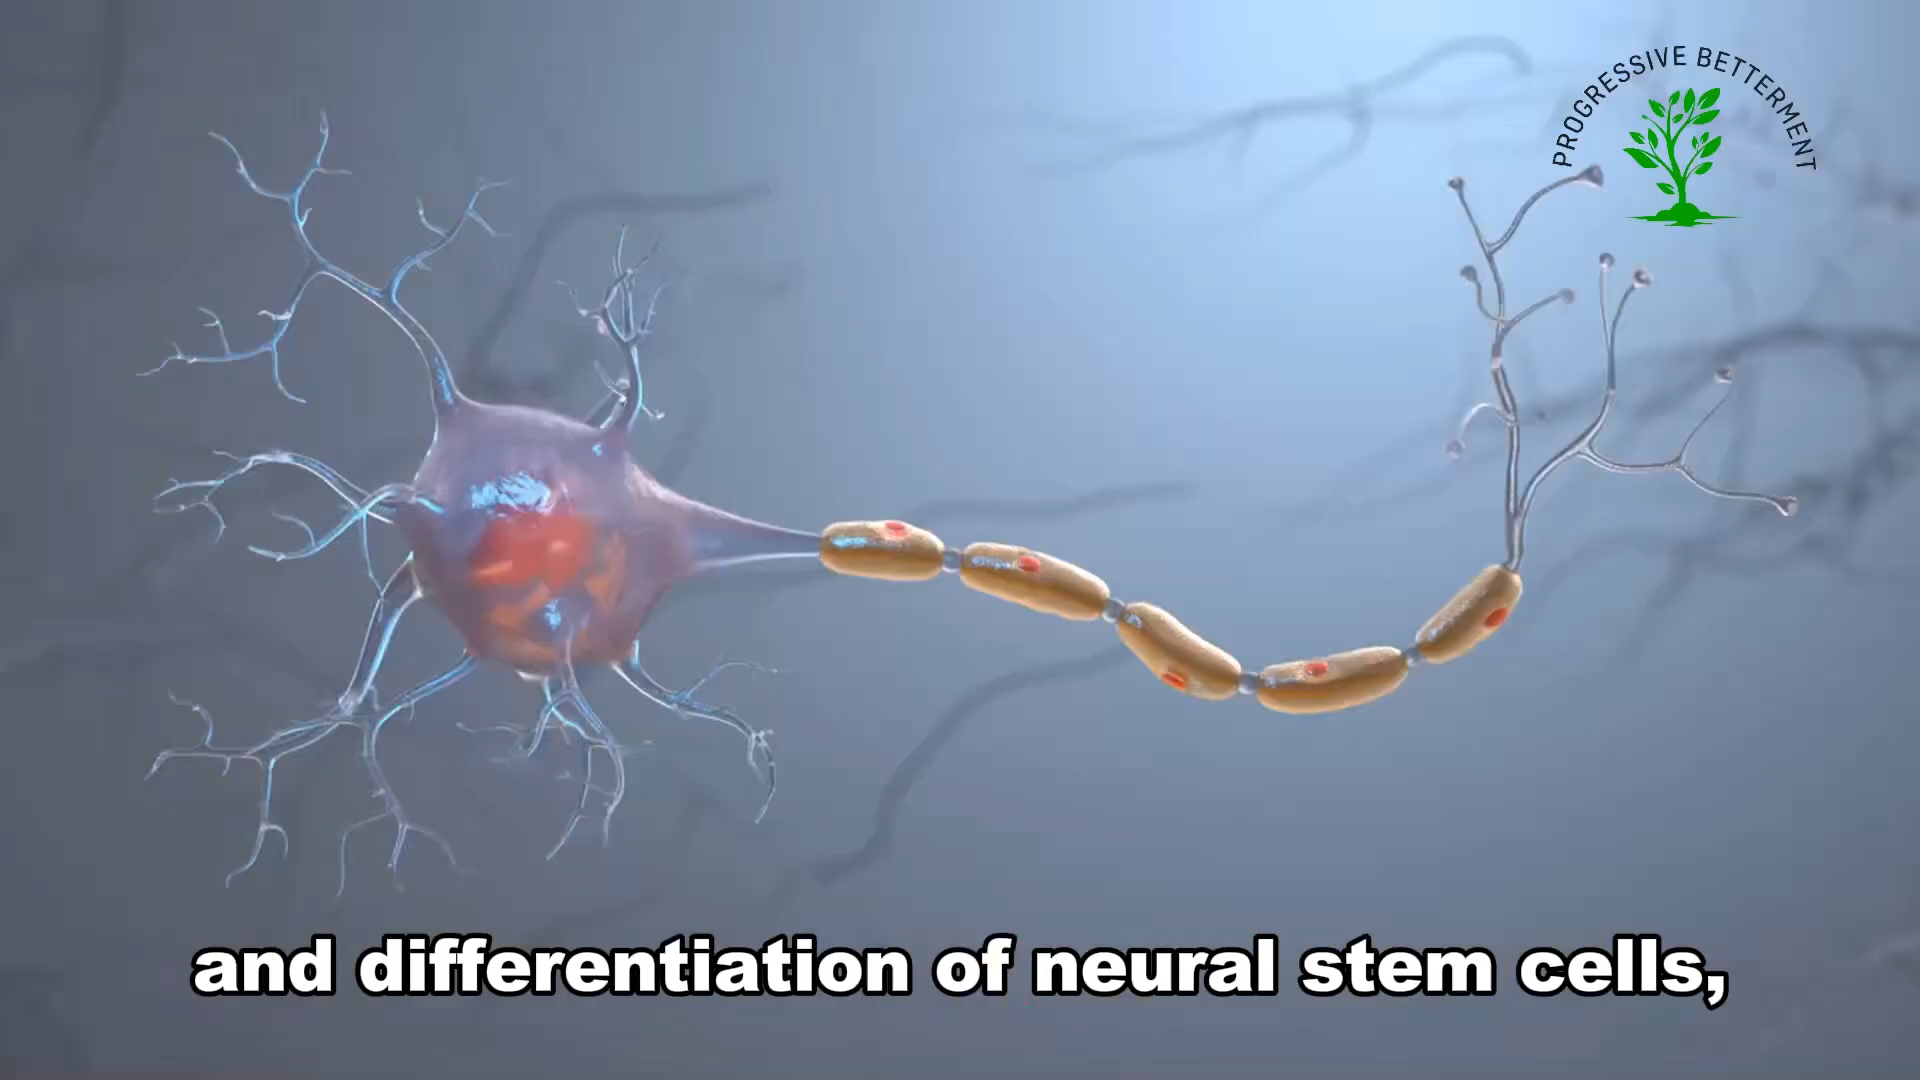 PROGRESSIVE BETTERMENT
and differentiation of neural stem cells,